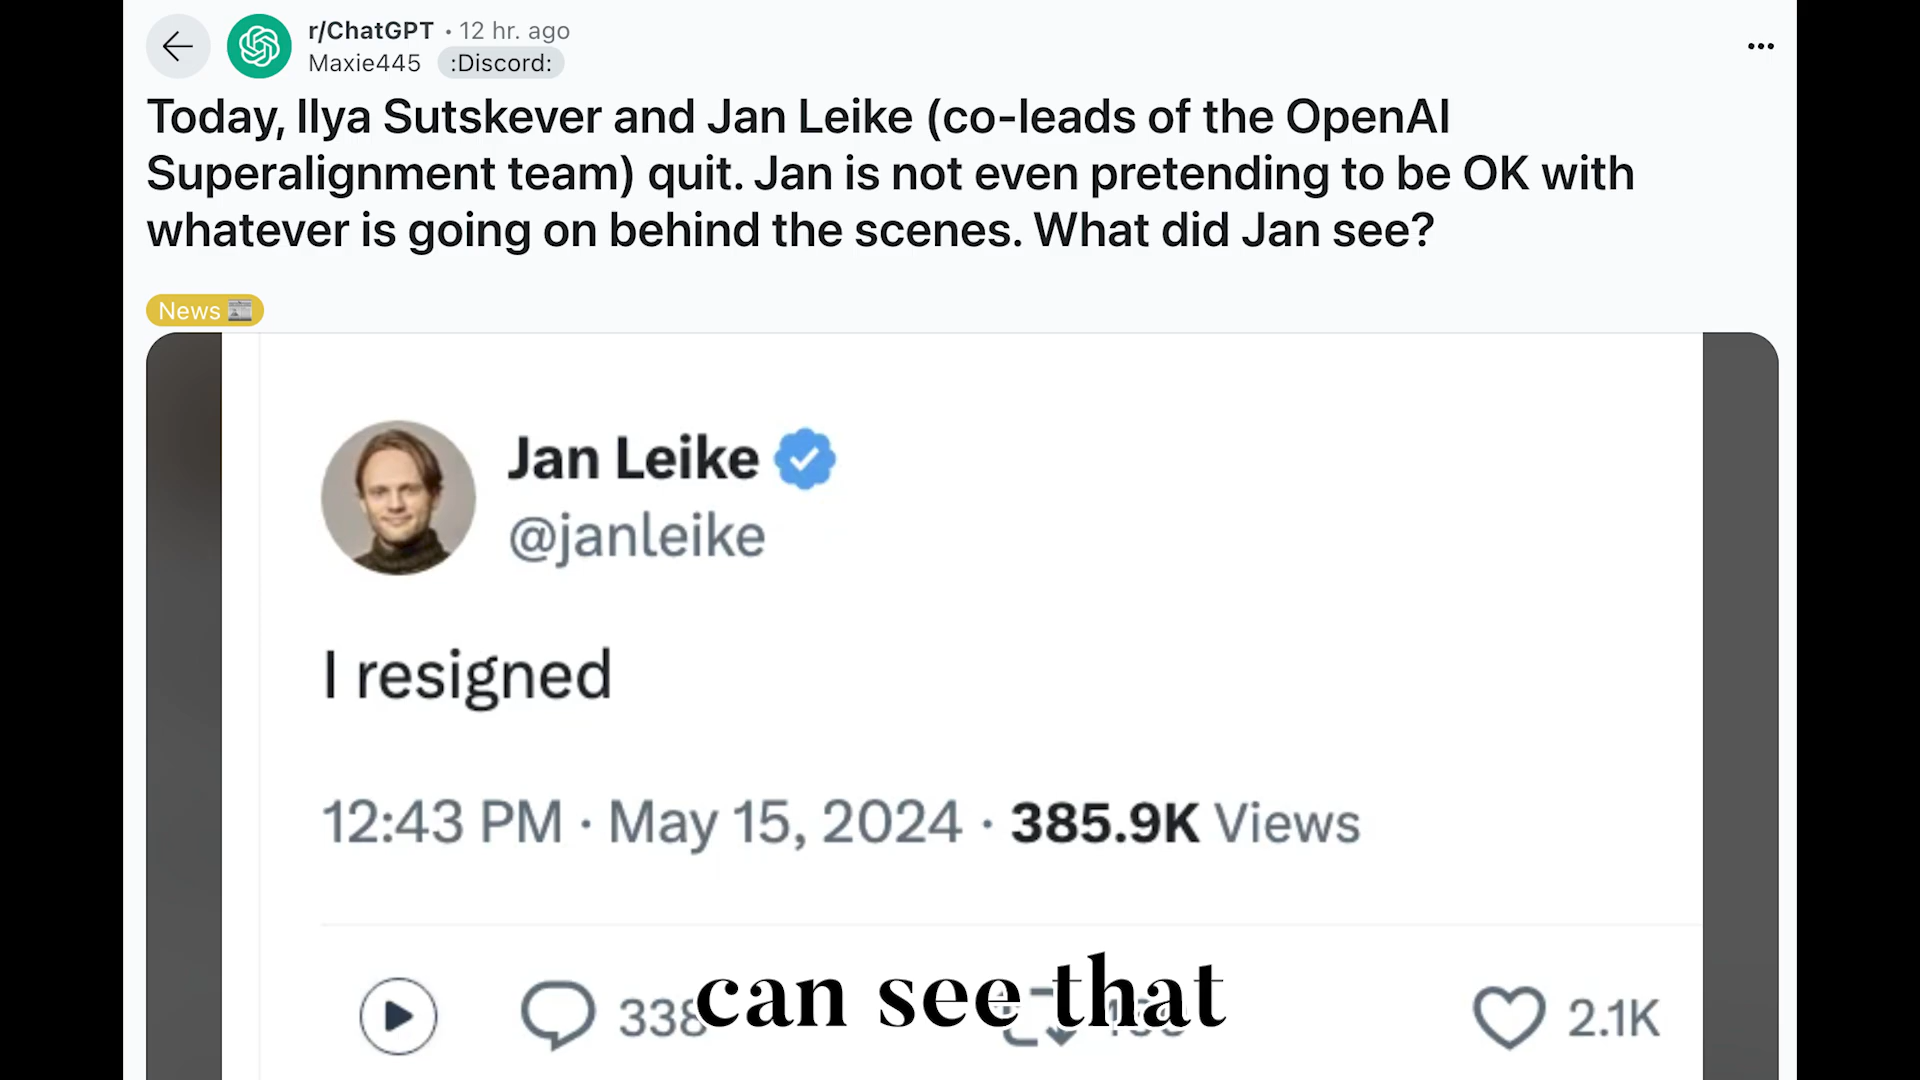 r/ChatGPT • 12 hr. ago
Maxie445 :Discord:
Today, Ilya Sutskever and Jan Leike (co-leads of the OpenAI
Superalignment team) quit. Jan is not even pretending to be OK with
whatever is going on behind the scenes. What did Jan see?
News
Jan Leike
@janleike
I resigned
12:43 PM · May 15, 2024 · 385.9K Views
338 2.1K
can see that